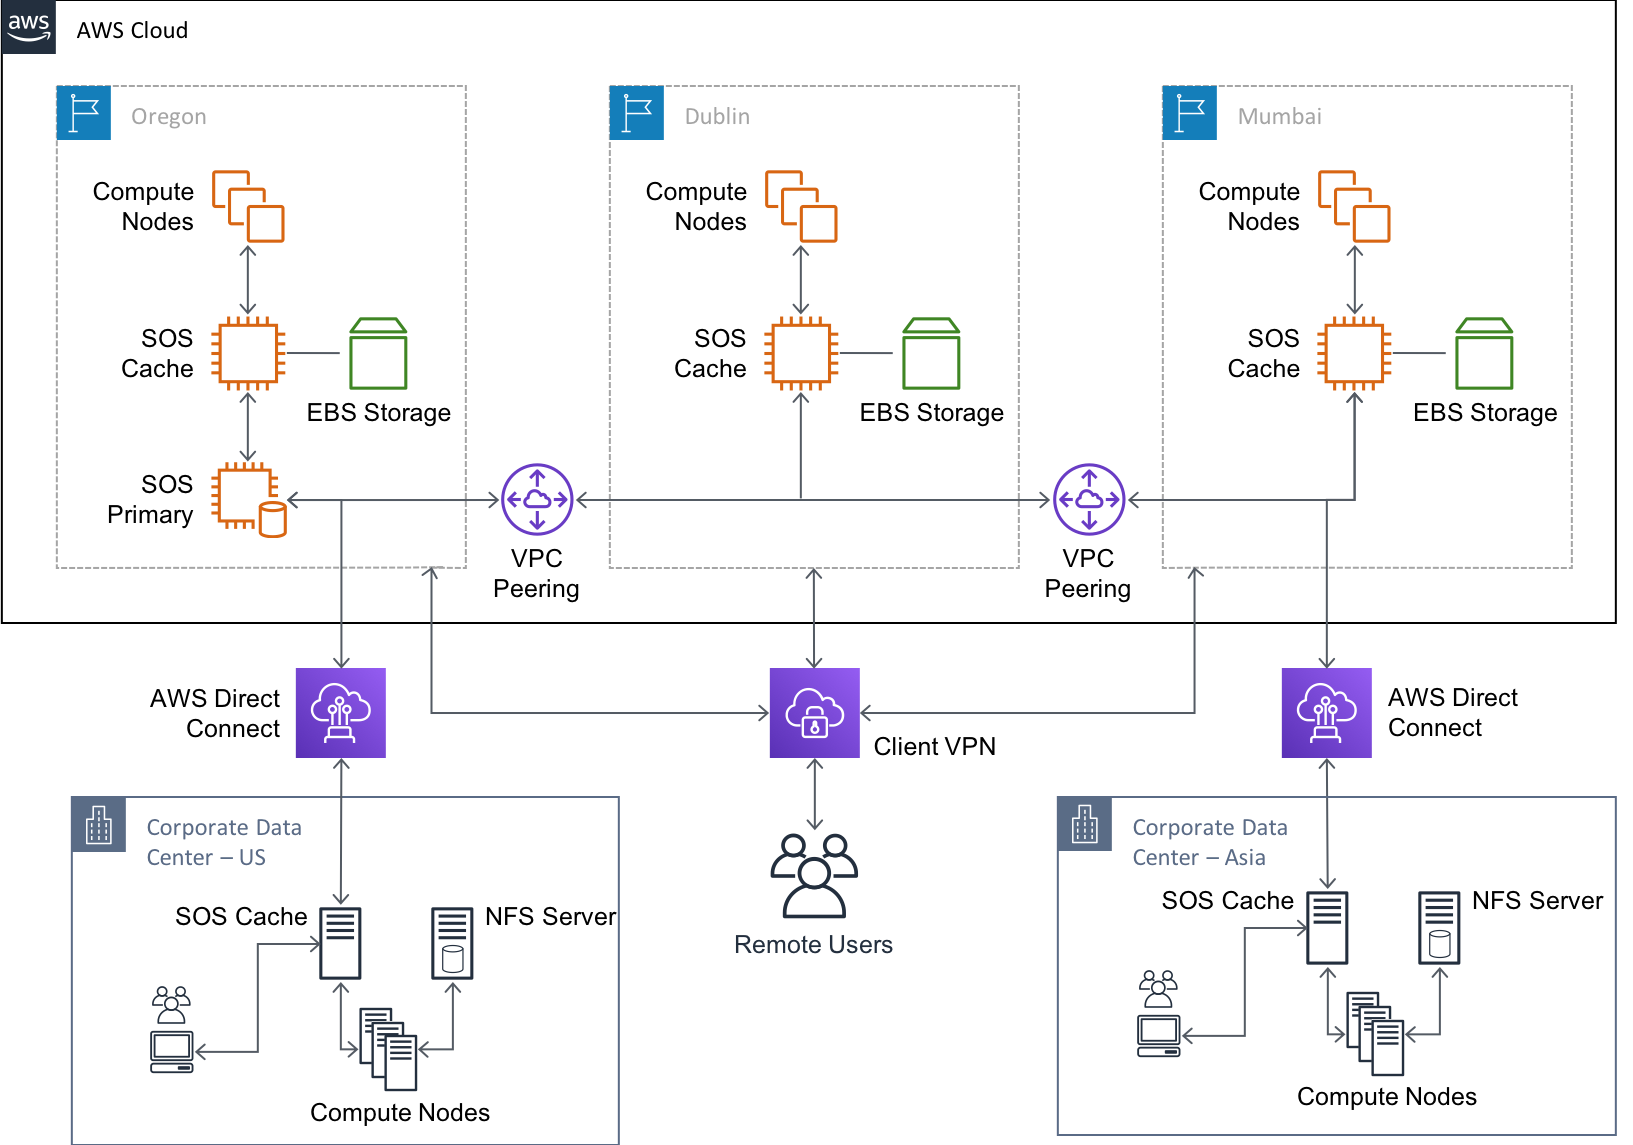 aws
AWS Cloud
Oregon
Compute
Nodes
SOS
Cache
EBS Storage
SOS
Primary
VPC
Peering
Dublin
Compute
Nodes
SOS
Cache
EBS Storage
VPC
Peering
Mumbai
Compute
Nodes
SOS
Cache
EBS Storage
AWS Direct
Connect
Client VPN
AWS Direct
Connect
Corporate Data
Center – US
SOS Cache
NFS Server
Compute Nodes
Remote Users
Corporate Data
Center – Asia
SOS Cache
NFS Server
Compute Nodes